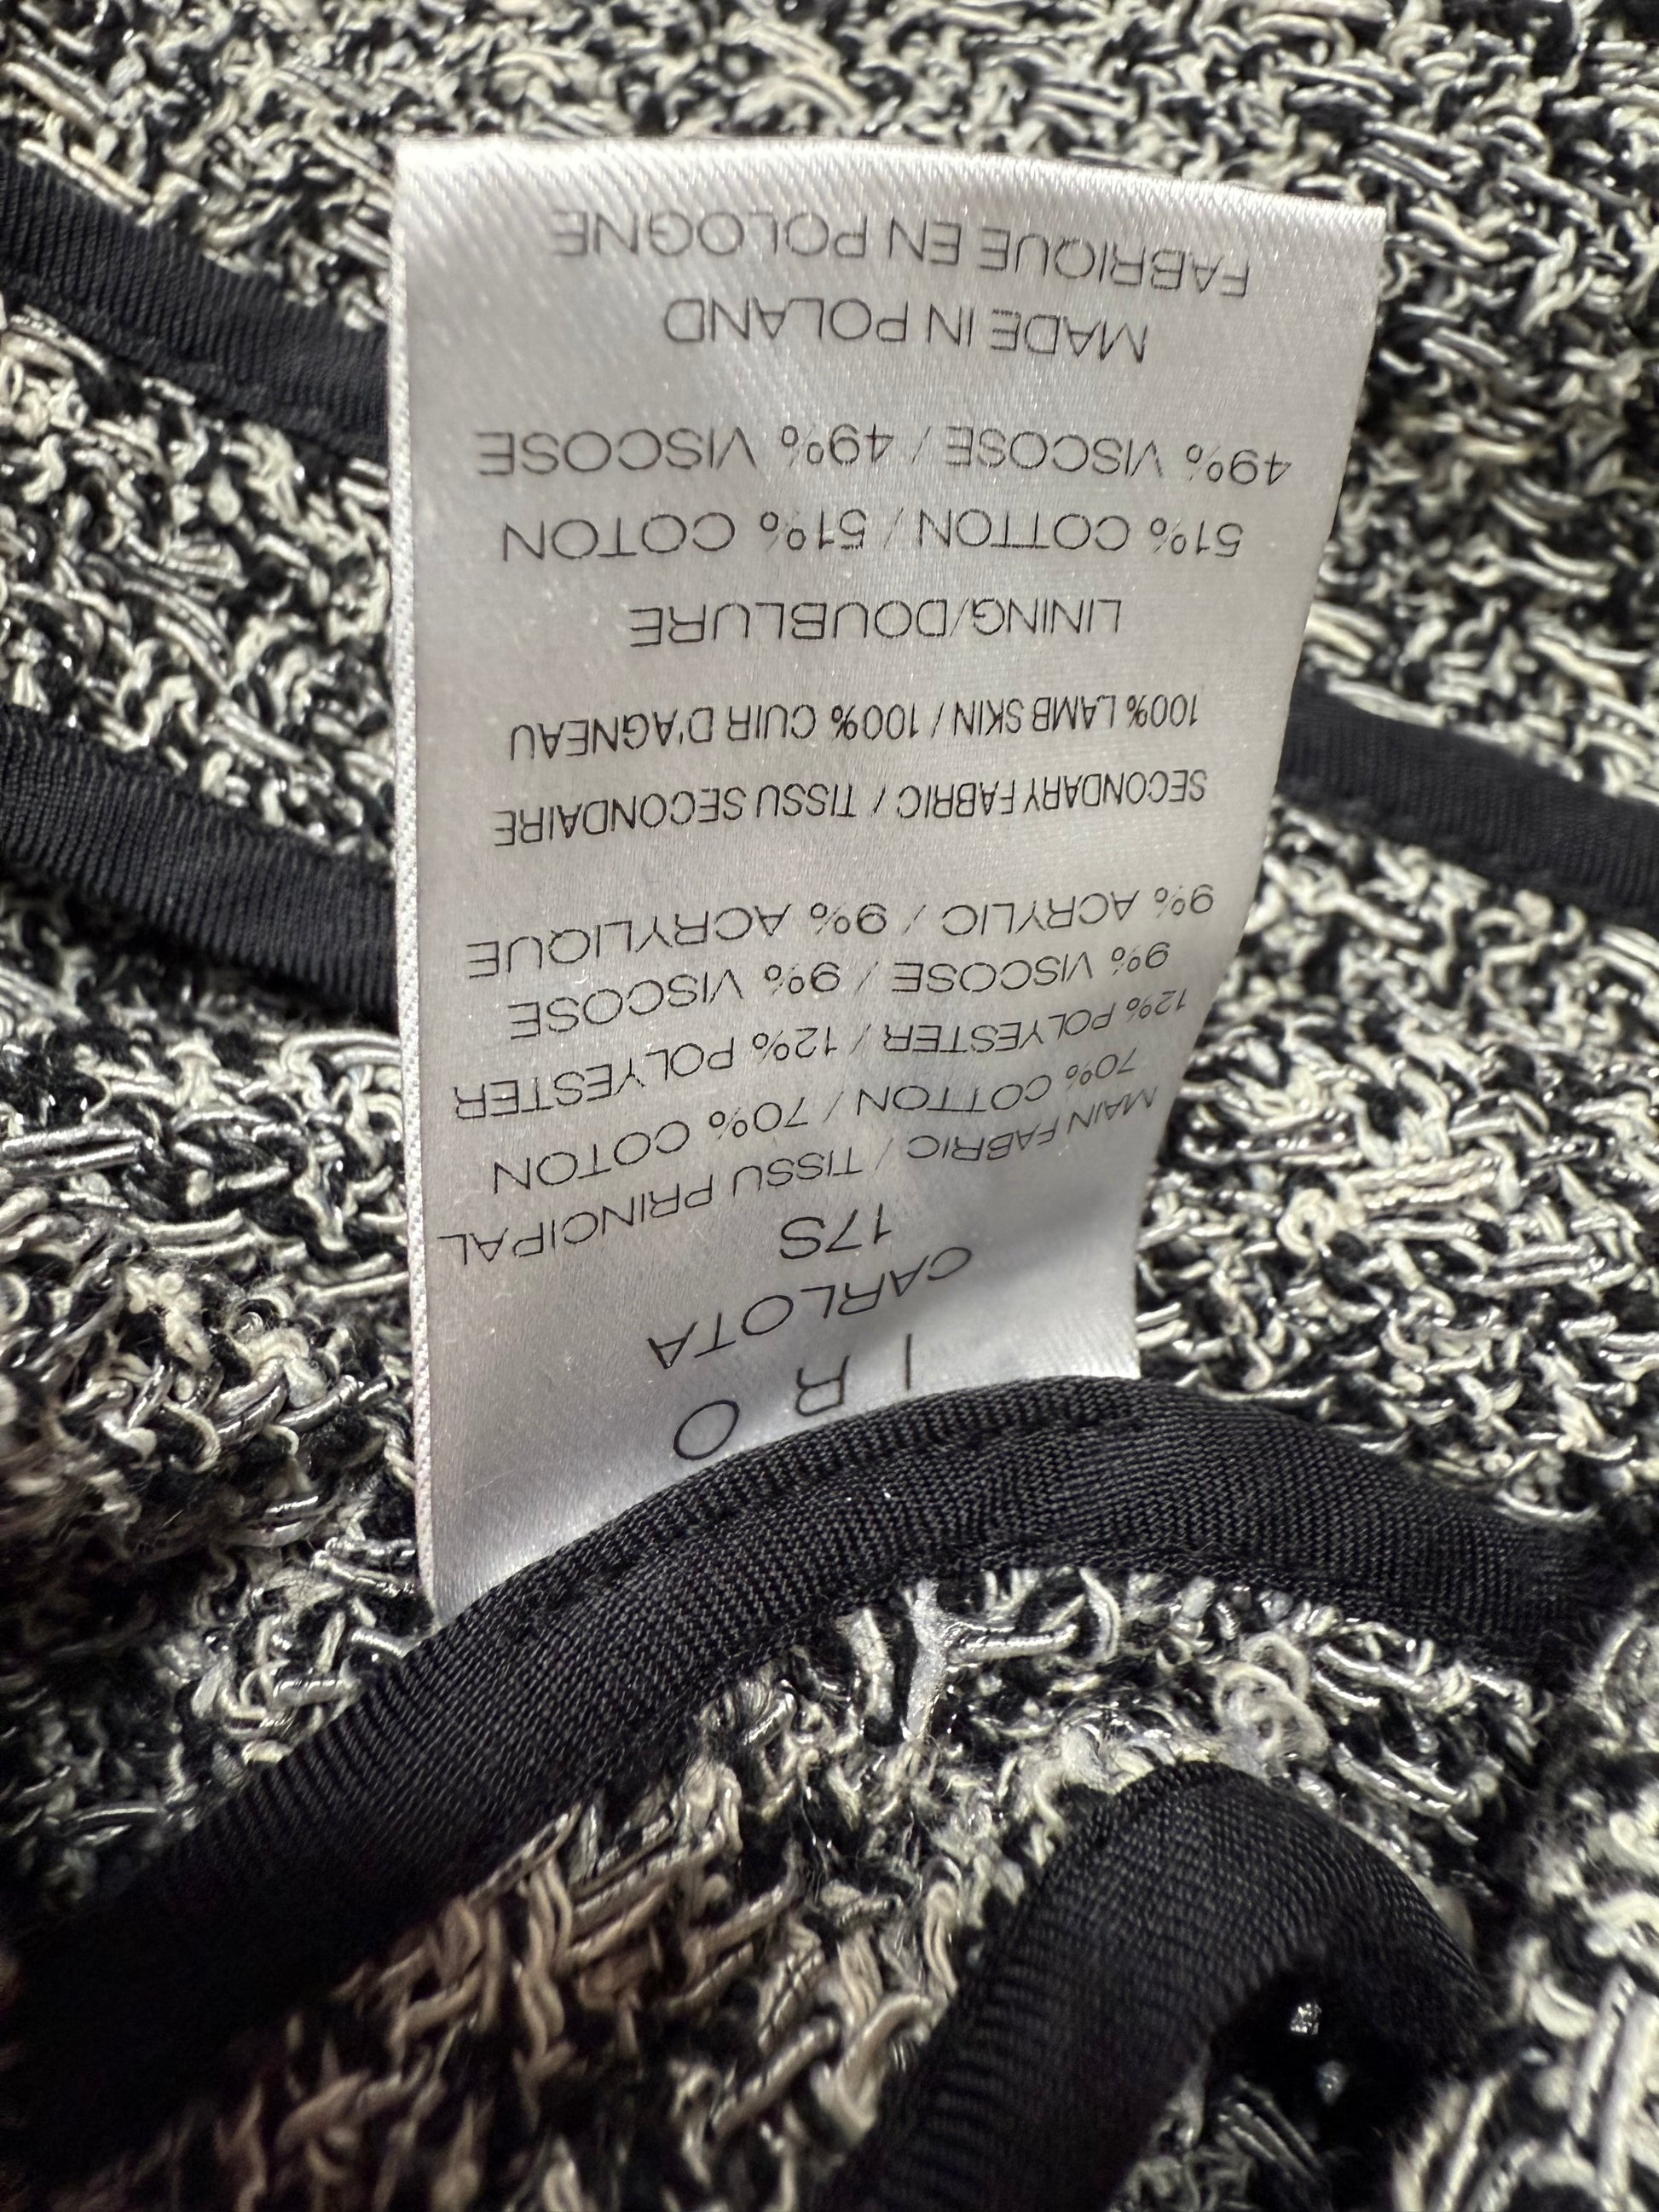 I R O
CARLOTA
17S
MAIN FABRIC / TISSU PRINCIPAL
70% COTTON / 70% COTON
12% POLYESTER / 12% POLYESTER
9% VISCOSE / 9% VISCOSE
9% ACRYLIC / 9% ACRYLIQUE
SECONDARY FABRIC / TISSU SECONDAIRE
100% LAMB SKIN / 100% CUIR D'AGNEAU
LINING/DOUBLURE
51% COTTON / 51% COTON
49% VISCOSE / 49% VISCOSE
MADE IN POLAND
FABRIQUE EN POLOGNE